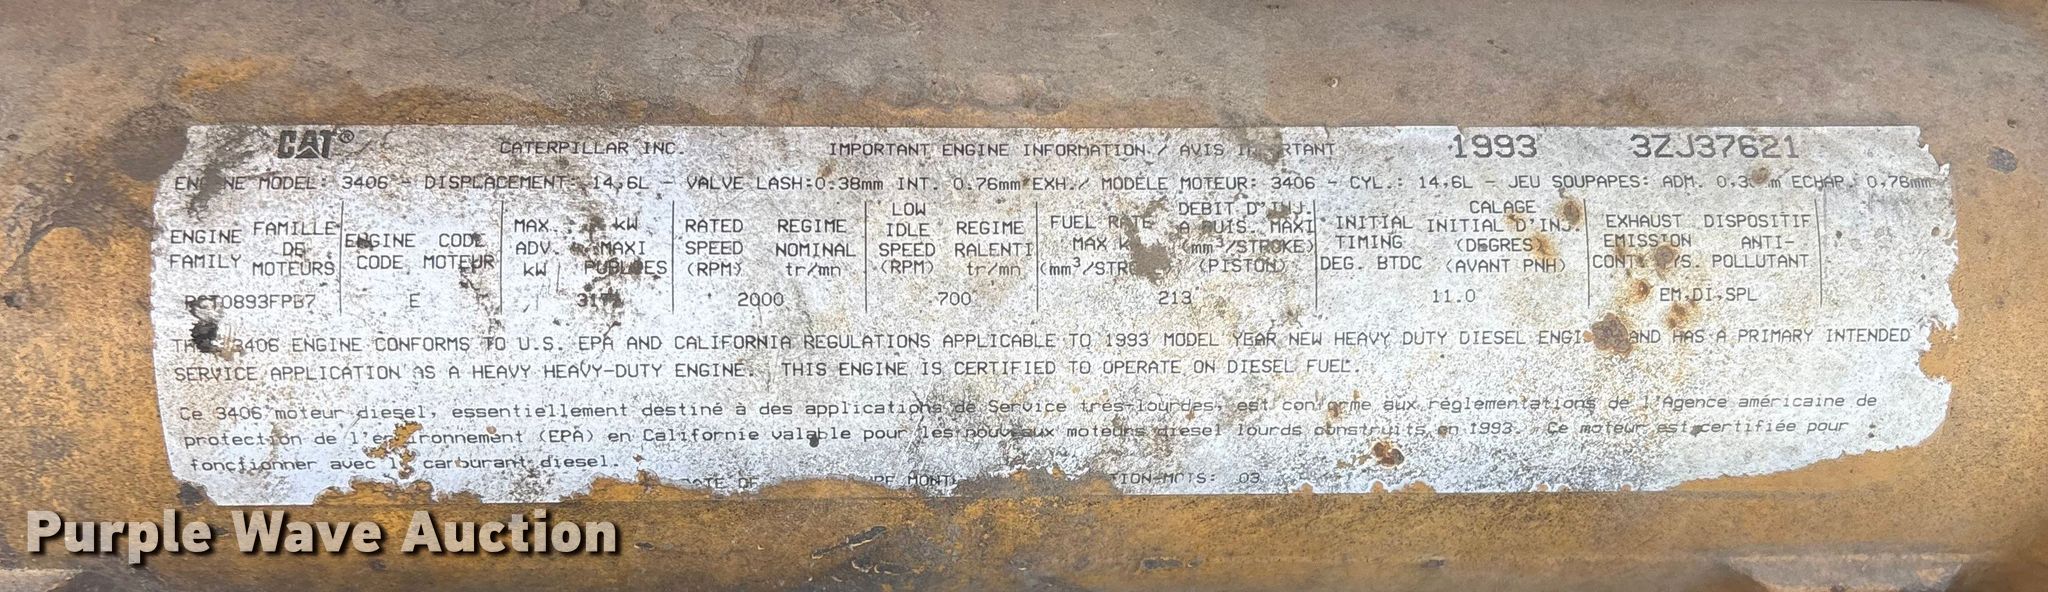 CAT® CATERPILLAR INC. IMPORTANT ENGINE INFORMATION / AVIS 1993 3ZJ37621
MODEL: 3406 - DISPLACEMENT: 14,6L - VALVE LASH:0.38mm INT. 0.76mm EXH./ MODÈLE MOTEUR: 3406 - CYL.: 14,6L - JEU SOUPAPES: ADM. ECHAP. 0,76mm
ENGINE FAMILY FAMILLE DE MOTEURS
ENGINE CODE CODE MOTEUR
MAX. ADV. kW kW MAXI PUBLIÉES
RATED SPEED (RPM) REGIME NOMINAL tr/mn
LOW IDLE SPEED (RPM) REGIME RALENTI tr/mn
FUEL RATE MAX DEBIT D'INJ. A PUIS. MAXI (mm³/STROKE) (PISTON)
INITIAL TIMING DEG. BTDC CALAGE INITIAL D'INJ. (DEGRES) (AVANT PNH)
EXHAUST EMISSION DISPOSITIF ANTI-POLLUTANT
E 2000 700 213 11.0 EM,DI,SPL
3406 ENGINE CONFORMS TO U.S. EPA AND CALIFORNIA REGULATIONS APPLICABLE TO 1993 MODEL YEAR NEW HEAVY DUTY DIESEL AND HAS A PRIMARY INTENDED
SERVICE APPLICATION AS A HEAVY HEAVY-DUTY ENGINE. THIS ENGINE IS CERTIFIED TO OPERATE ON DIESEL FUEL.
Ce 3406 moteur diesel, essentiellement destiné à des applications de Service très-lourdes, est conforme aux réglementations de l'Agence américaine de
protection de (EPA) en Californie valable pour les nouveaux moteurs diesel lourds construits en 1993. Ce moteur est certifiée pour
fonctionner avec carburant diesel.
DATE OF 03
Purple Wave Auction